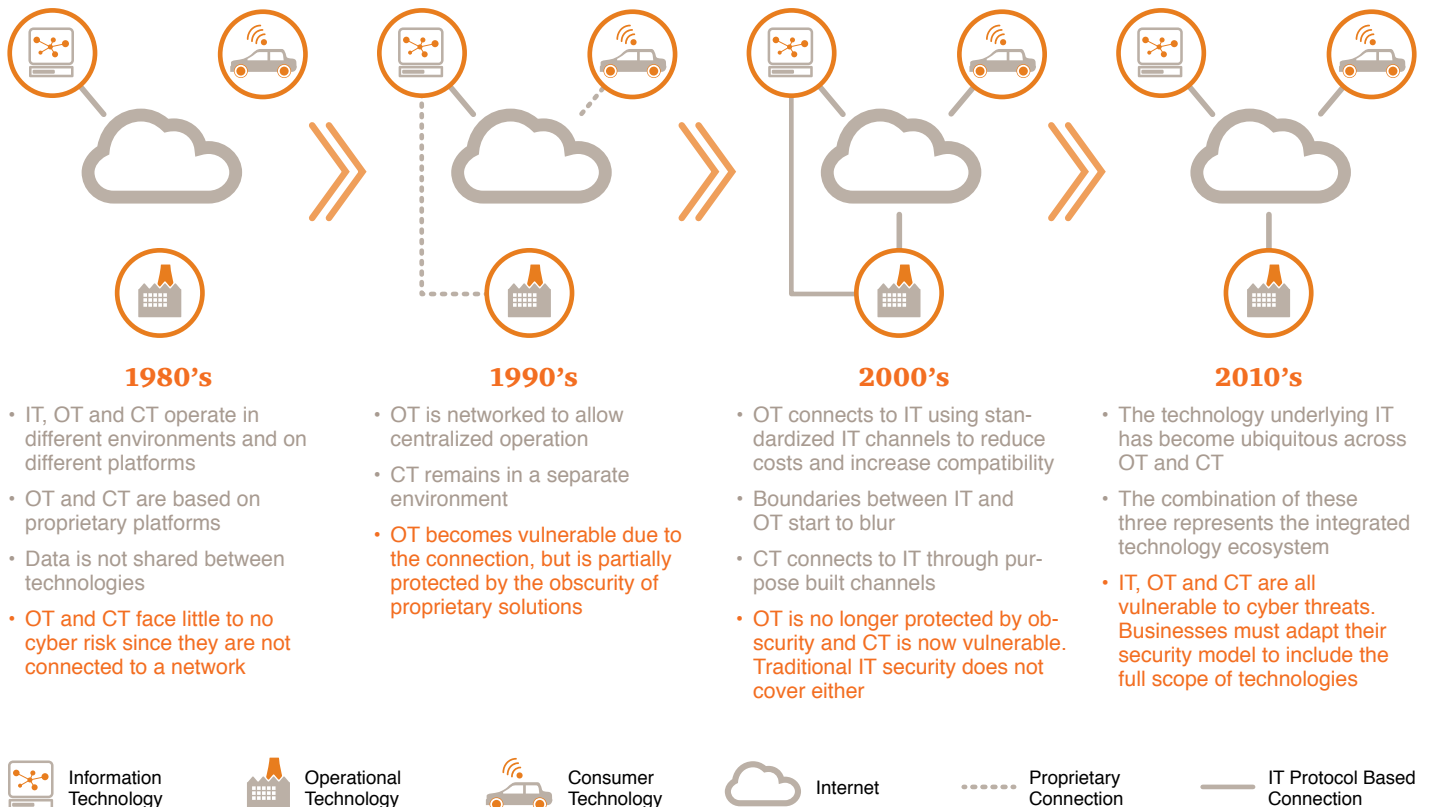 1980's
• IT, OT and CT operate in
different environments and on
different platforms
• OT and CT are based on
proprietary platforms
• Data is not shared between
technologies
• OT and CT face little to no
cyber risk since they are not
connected to a network
1990's
• OT is networked to allow
centralized operation
• CT remains in a separate
environment
• OT becomes vulnerable due to
the connection, but is partially
protected by the obscurity of
proprietary solutions
2000's
• OT connects to IT using stan-
dardized IT channels to reduce
costs and increase compatibility
• Boundaries between IT and
OT start to blur
• CT connects to IT through pur-
pose built channels
• OT is no longer protected by ob-
scurity and CT is now vulnerable.
Traditional IT security does not
cover either
2010's
• The technology underlying IT
has become ubiquitous across
OT and CT
• The combination of these
three represents the integrated
technology ecosystem
• IT, OT and CT are all
vulnerable to cyber threats.
Businesses must adapt their
security model to include the
full scope of technologies
Information
Technology
Operational
Technology
Consumer
Technology
Internet
Proprietary
Connection
IT Protocol Based
Connection